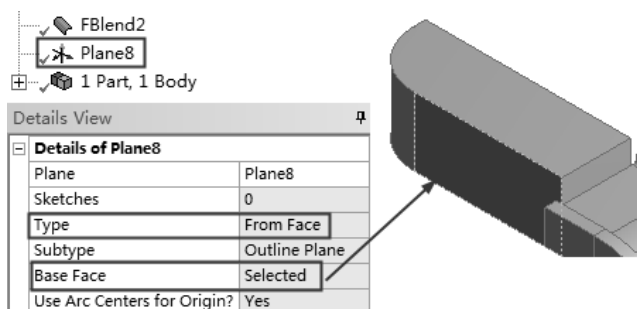 FBlend2
Plane8
1 Part, 1 Body
Details View
Details of Plane8
Plane Plane8
Sketches 0
Type From Face
Subtype Outline Plane
Base Face Selected
Use Arc Centers for Origin? Yes